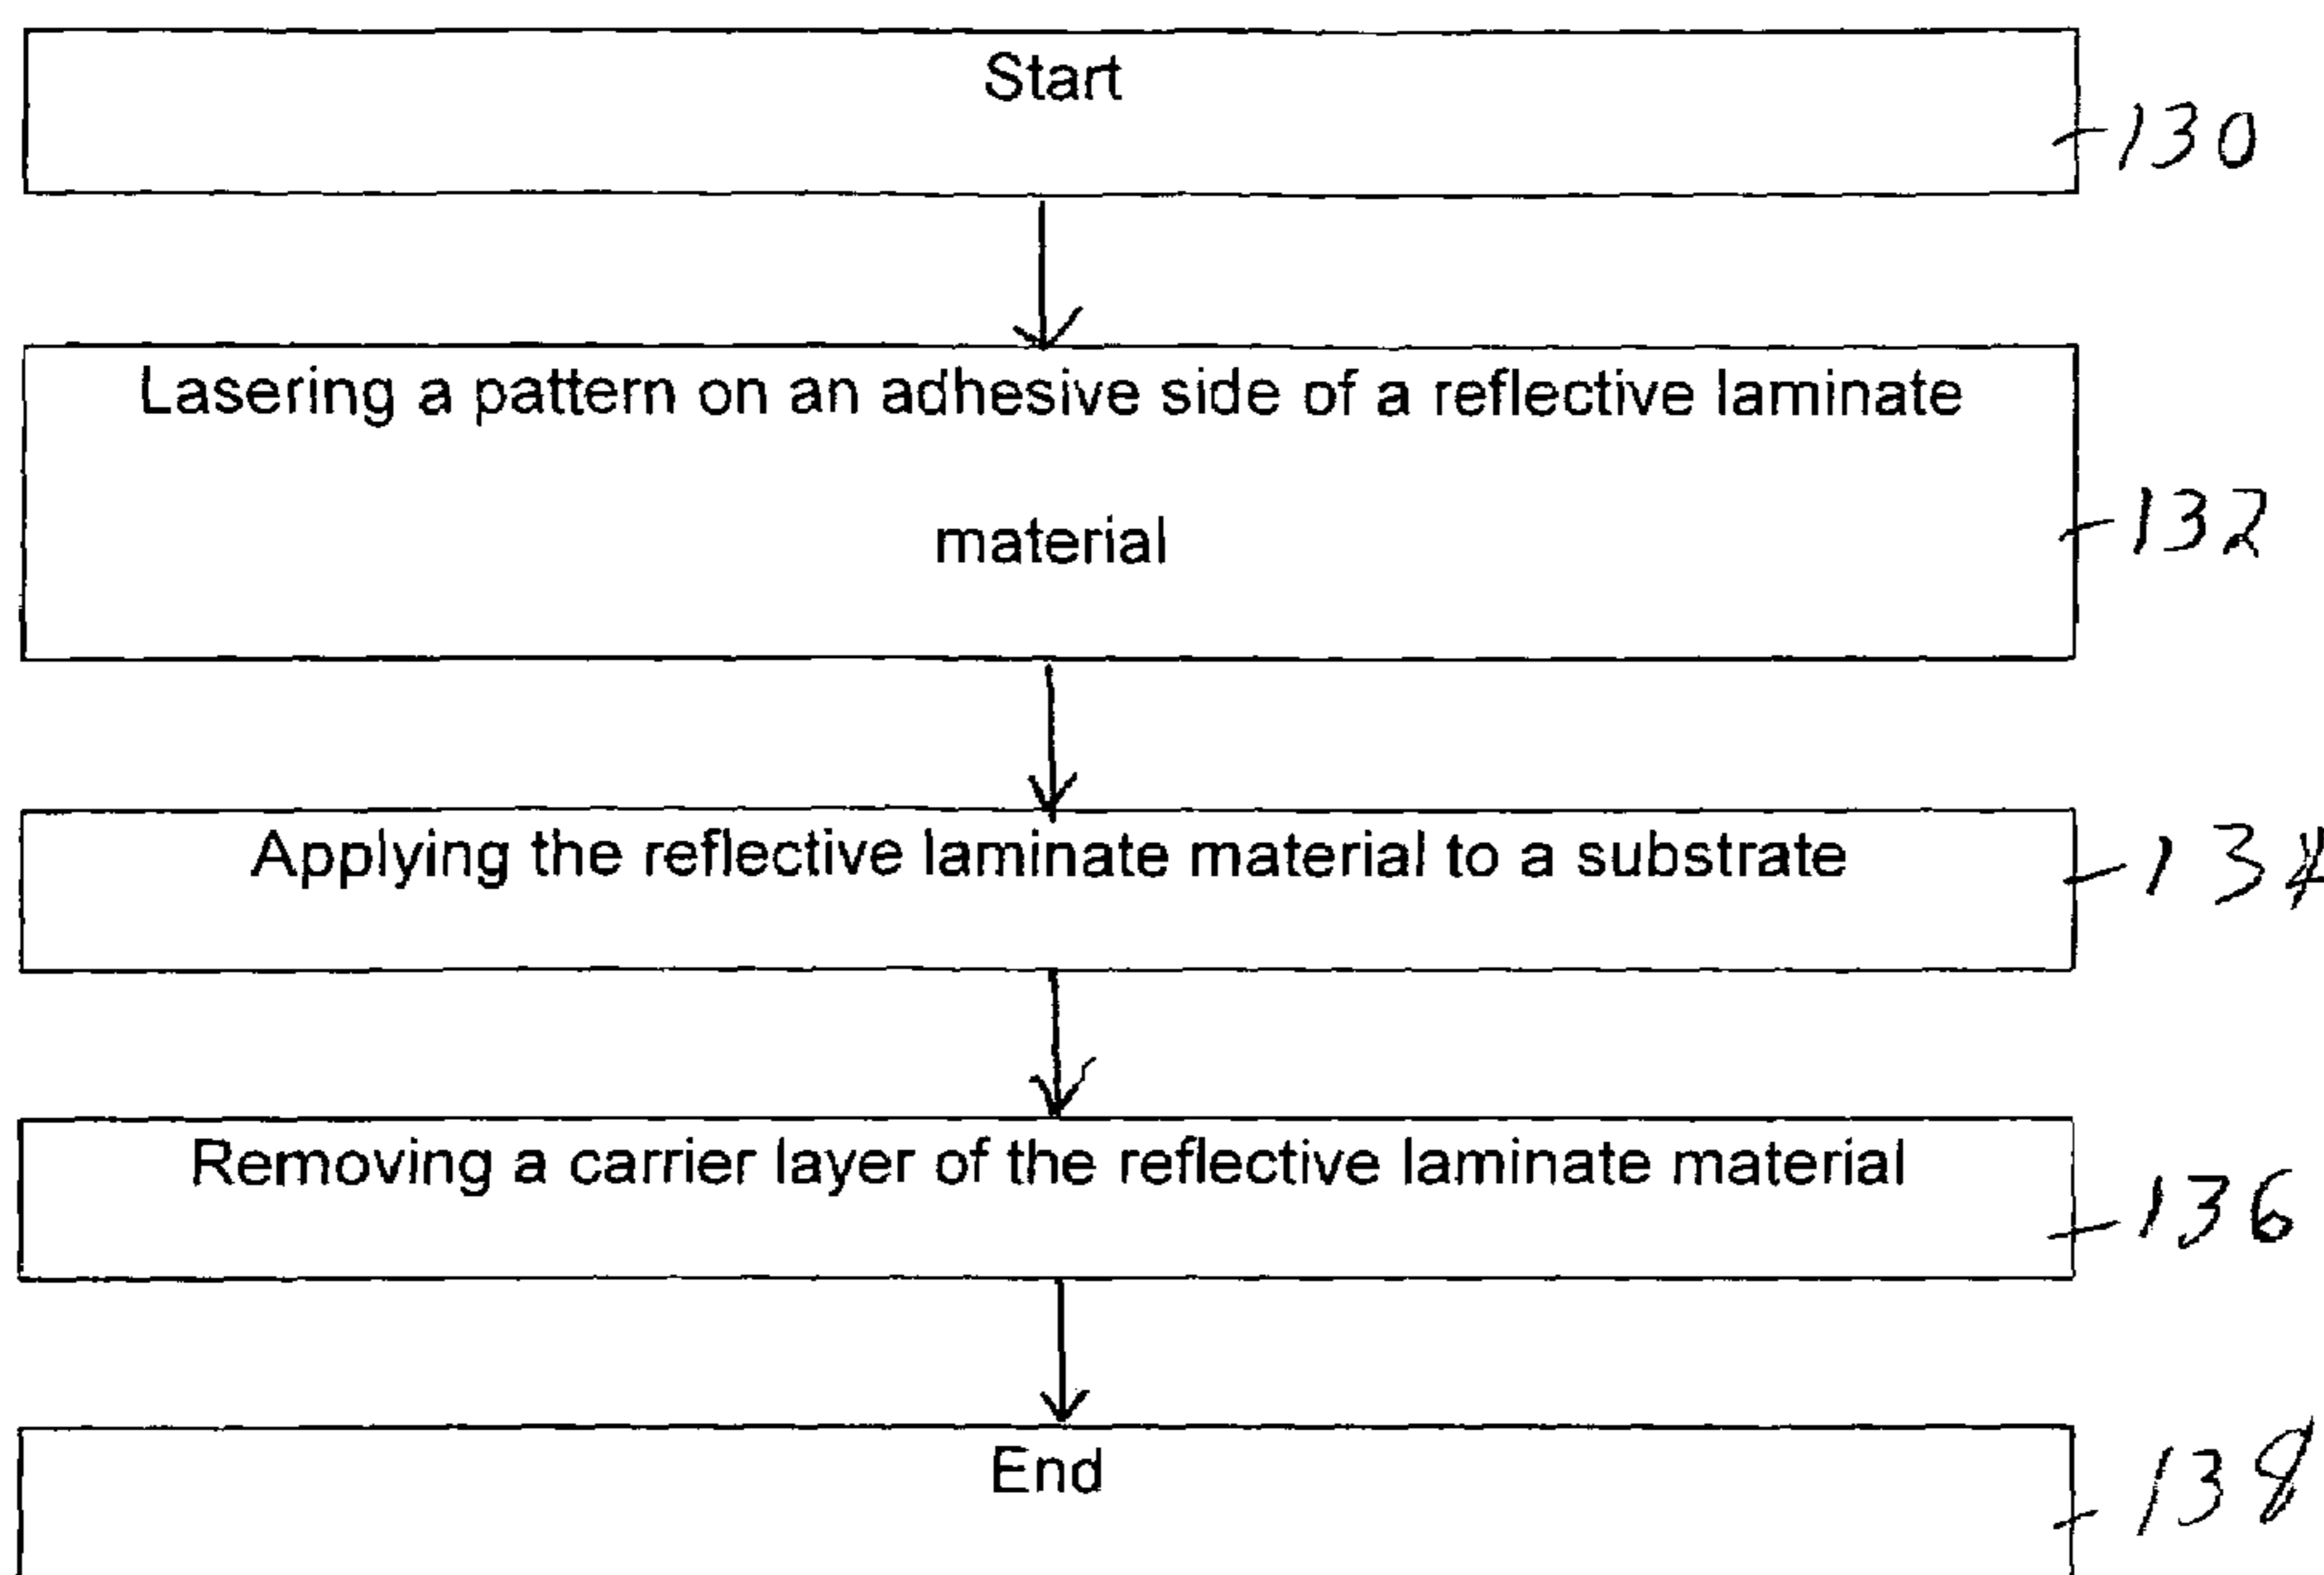 Start
130
Lasering a pattern on an adhesive side of a reflective laminate
material
132
Applying the reflective laminate material to a substrate
134
Removing a carrier layer of the reflective laminate material
136
End
138